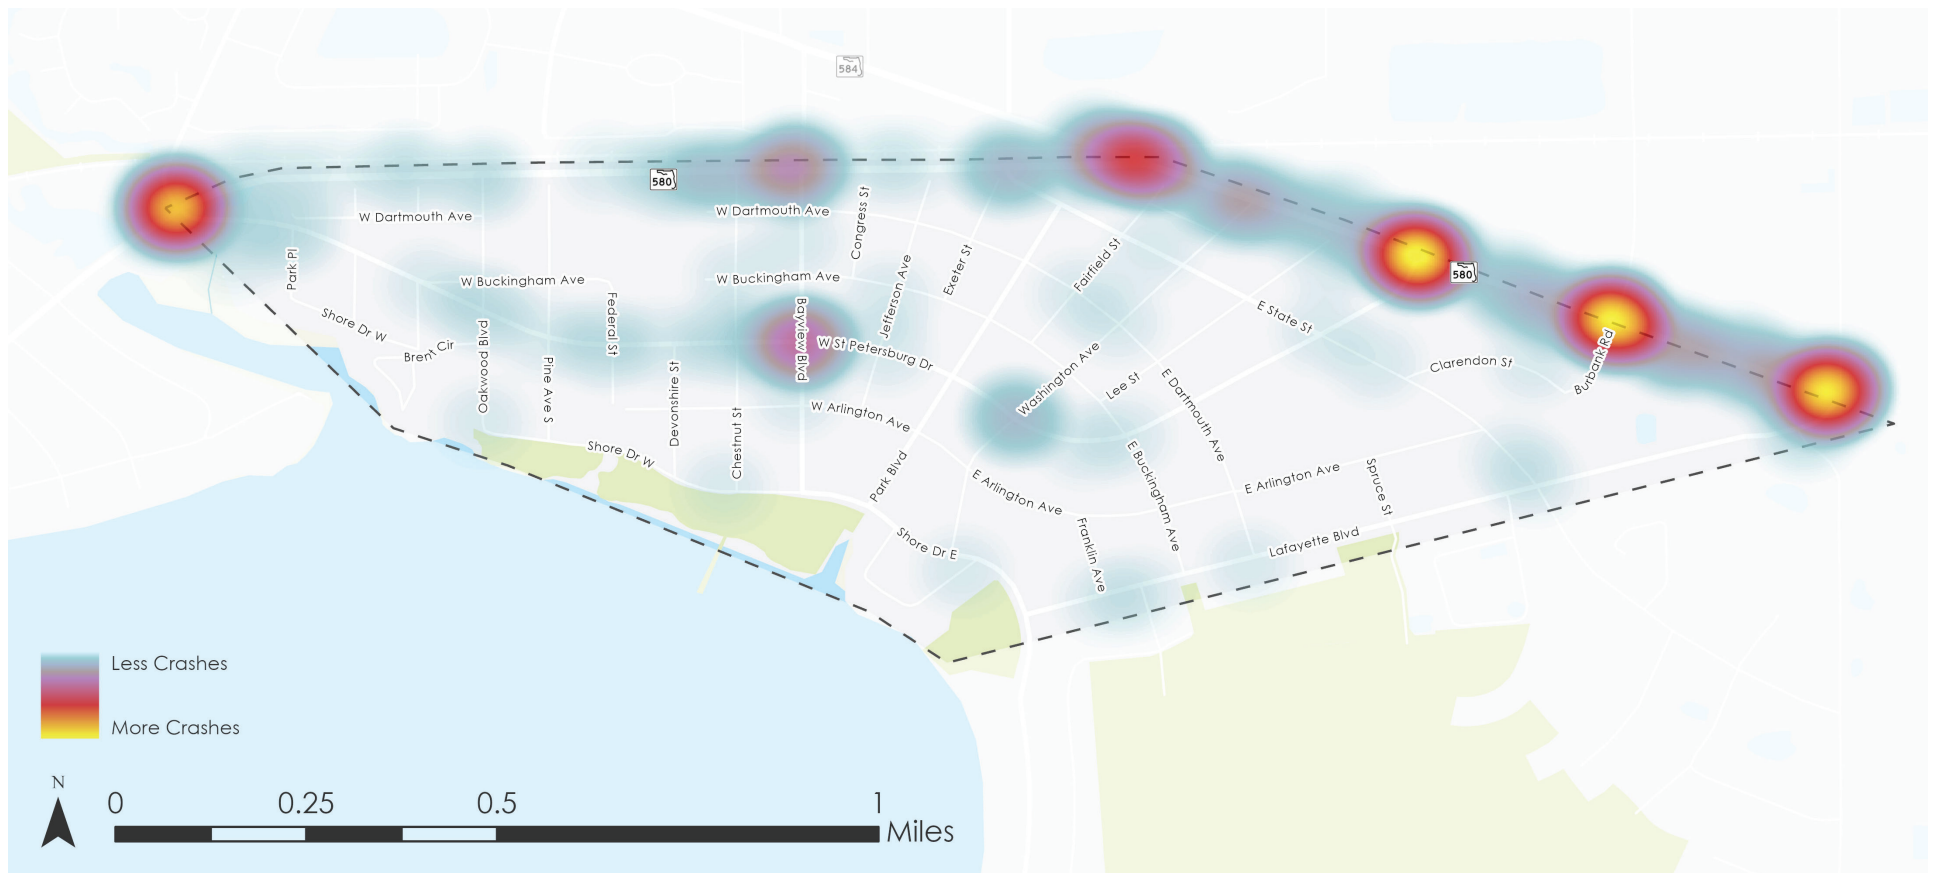 584
580
W Dartmouth Ave
W Dartmouth Ave
Congress St
Park Pl
Jefferson Ave
Exeter St
Fairfield St
580
W Buckingham Ave
W Buckingham Ave
Shore Dr W
Brent Cir
Oakwood Blvd
Federal St
Bayview Blvd
W St Petersburg Dr
E State St
Washington Ave
Lee St
E Dartmouth Ave
Clarendon St
Burbank Rd
Pine Ave S
Devonshire St
Chestnut St
W Arlington Ave
Shore Dr W
Park Blvd
E Arlington Ave
E Buckingham Ave
E Arlington Ave
Spruce St
Franklin Ave
Shore Dr E
Lafayette Blvd
Less Crashes
More Crashes
N
0 0.25 0.5 1
Miles